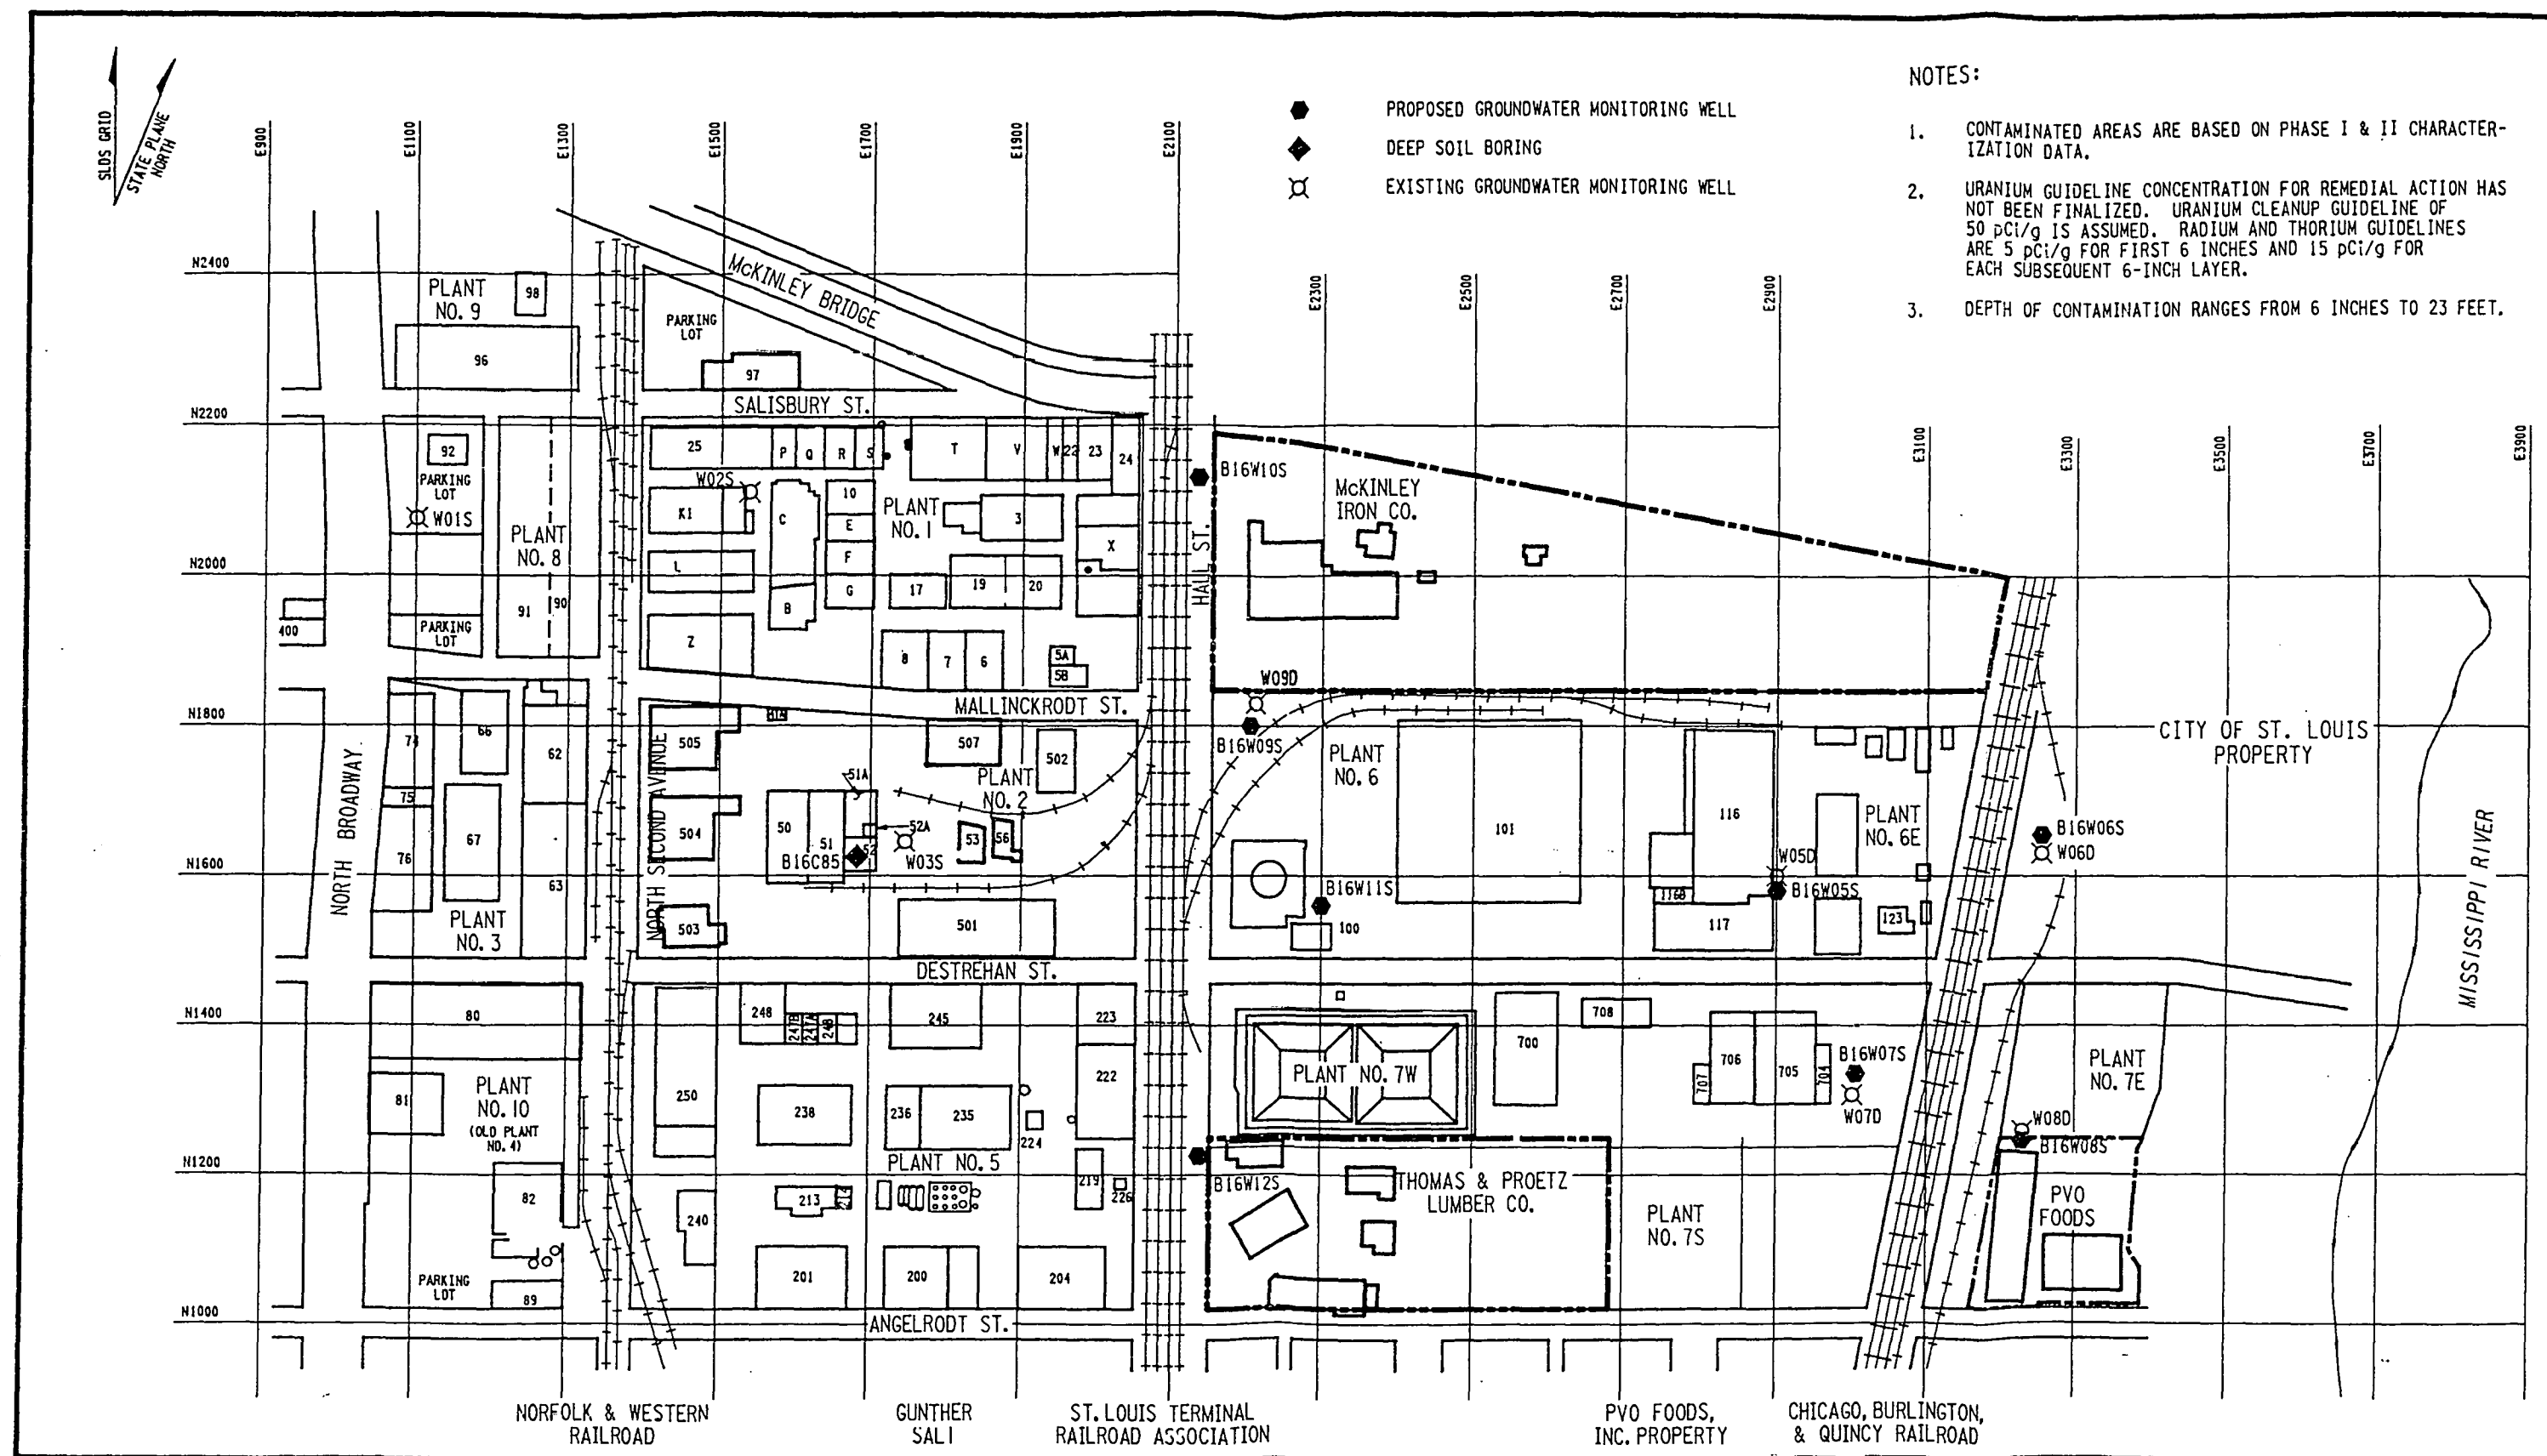 NOTES:
1. CONTAMINATED AREAS ARE BASED ON PHASE I & II CHARACTER-
IZATION DATA.
2. URANIUM GUIDELINE CONCENTRATION FOR REMEDIAL ACTION HAS
NOT BEEN FINALIZED. URANIUM CLEANUP GUIDELINE OF
50 pCi/g IS ASSUMED. RADIUM AND THORIUM GUIDELINES
ARE 5 pCi/g FOR FIRST 6 INCHES AND 15 pCi/g FOR
EACH SUBSEQUENT 6-INCH LAYER.
3. DEPTH OF CONTAMINATION RANGES FROM 6 INCHES TO 23 FEET.
PROPOSED GROUNDWATER MONITORING WELL
DEEP SOIL BORING
EXISTING GROUNDWATER MONITORING WELL
SLDS GRID
STATE PLANE
NORTH
E900
E1100
E1300
E1500
E1700
E1900
E2100
E2300
E2500
E2700
E2900
E3100
E3300
E3500
E3700
E3900
N2400
McKINLEY BRIDGE
PLANT
NO. 9
98
96
PARKING
LOT
97
SALISBURY ST.
N2200
92
PARKING
LOT
W01S
PLANT
NO. 8
91
90
PARKING
LOT
400
25
P
Q
R
S
T
V
W
22
23
24
W02S
K1
C
10
E
F
G
L
B
Z
PLANT
NO. 1
3
X
17
19
20
8
7
6
5A
5B
B16W10S
HALL ST.
McKINLEY
IRON CO.
N2000
W09D
MALLINCKRODT ST.
N1800
B16W09S
CITY OF ST. LOUIS
PROPERTY
MISSISSIPPI RIVER
NORTH BROADWAY
74
66
62
75
67
76
63
PLANT
NO. 3
NORTH SECOND AVENUE
505
504
503
507
502
PLANT
NO. 2
51A
52A
50
51
52
B16C85
W03S
53
56
501
N1600
PLANT
NO. 6
101
116
116B
117
B16W11S
100
W05D
B16W05S
PLANT
NO. 6E
123
B16W06S
W06D
DESTREHAN ST.
N1400
80
81
PLANT
NO. 10
(OLD PLANT
NO. 4)
82
PARKING
LOT
89
250
248
247B
247A
246
245
223
222
238
236
235
224
PLANT NO. 5
213
214
219
226
240
201
200
204
PLANT NO. 7W
700
708
707
706
705
704
B16W07S
W07D
PLANT
NO. 7E
W08D
B16W08S
N1200
B16W12S
THOMAS & PROETZ
LUMBER CO.
PLANT
NO. 7S
PVO
FOODS
N1000
ANGELRODT ST.
NORFOLK & WESTERN
RAILROAD
GUNTHER
SALT
ST. LOUIS TERMINAL
RAILROAD ASSOCIATION
PVO FOODS,
INC. PROPERTY
CHICAGO, BURLINGTON,
& QUINCY RAILROAD